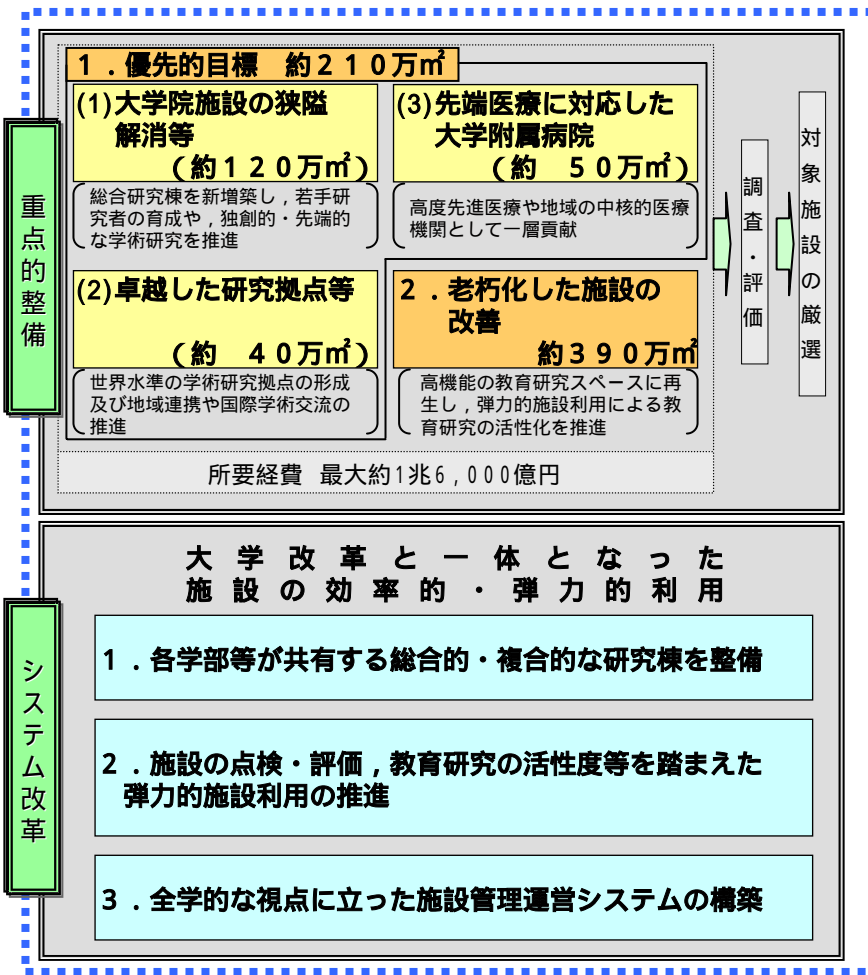 重点的整備
1．優先的目標　約２１０万㎡
(1)大学院施設の狭隘
解消等
（約１２０万㎡）
総合研究棟を新増築し，若手研
究者の育成や，独創的・先端的
な学術研究を推進
(3)先端医療に対応した
大学附属病院
（約　５０万㎡）
高度先進医療や地域の中核的医療
機関として一層貢献
(2)卓越した研究拠点等
（約　４０万㎡）
世界水準の学術研究拠点の形成
及び地域連携や国際学術交流の
推進
２．老朽化した施設の
改善
約３９０万㎡
高機能の教育研究スペースに再
生し，弾力的施設利用による教
育研究の活性化を推進
所要経費 最大約1兆6,000億円
調査・評価
対象施設の厳選
システム改革
大学改革と一体となった
施設の効率的・弾力的利用
1．各学部等が共有する総合的・複合的な研究棟を整備
2．施設の点検・評価，教育研究の活性度等を踏まえた
弾力的施設利用の推進
3．全学的な視点に立った施設管理運営システムの構築